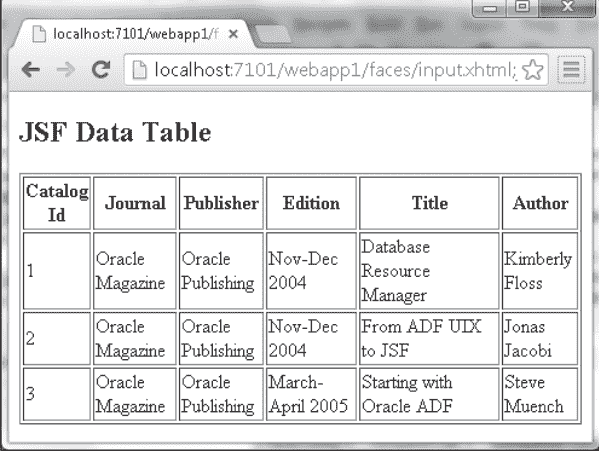 localhost:7101/webapp1/f
localhost:7101/webapp1/faces/input.xhtml;
JSF Data Table
Catalog Id Journal Publisher Edition Title Author
1 Oracle Magazine Oracle Publishing Nov-Dec 2004 Database Resource Manager Kimberly Floss
2 Oracle Magazine Oracle Publishing Nov-Dec 2004 From ADF UIX to JSF Jonas Jacobi
3 Oracle Magazine Oracle Publishing March-April 2005 Starting with Oracle ADF Steve Muench